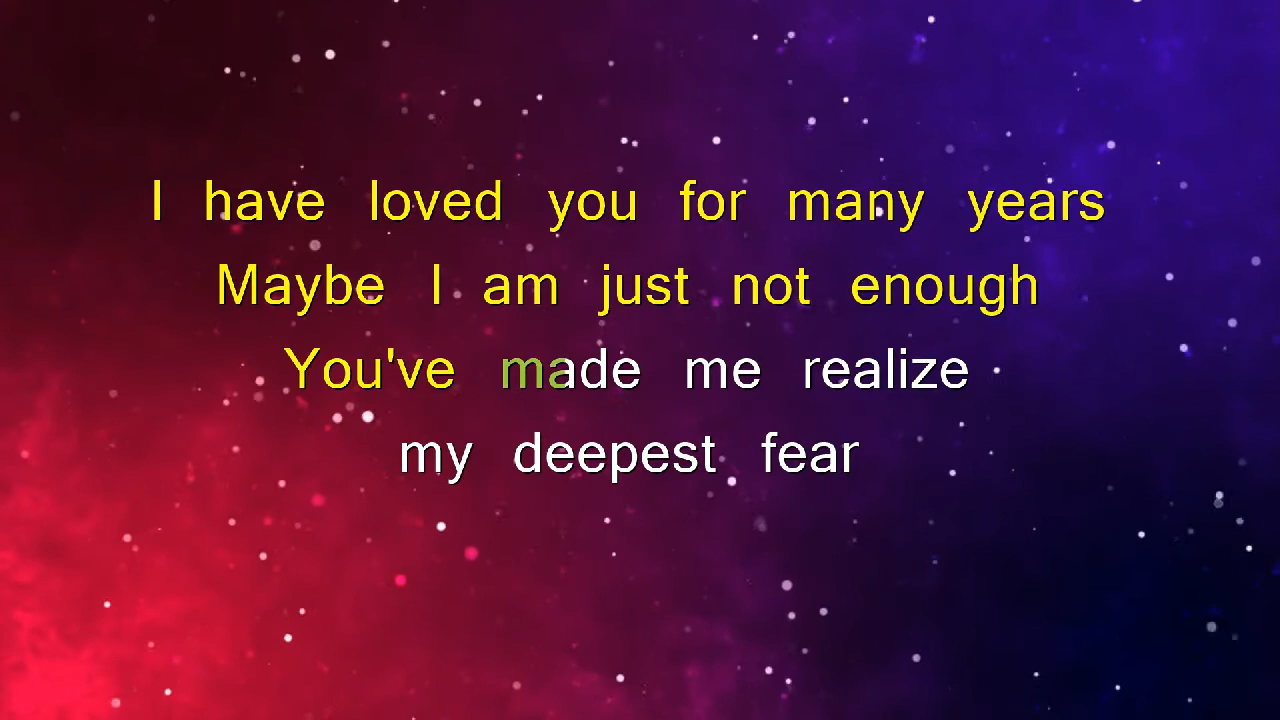 I have loved you for many years
Maybe I am just not enough
You've made me realize
my deepest fear